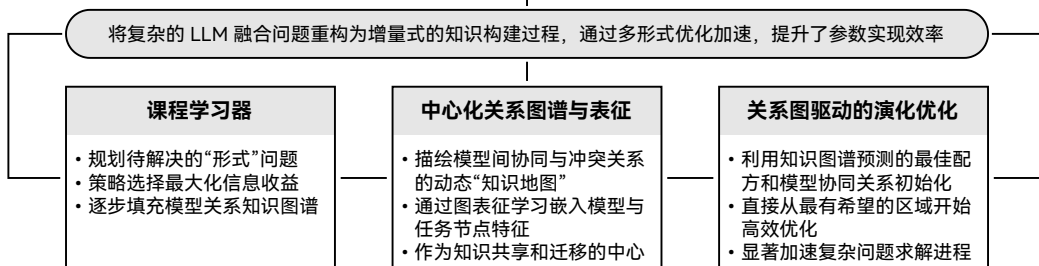 将复杂的 LLM 融合问题重构为增量式的知识构建过程，通过多形式优化加速，提升了参数实现效率
课程学习器
• 规划待解决的“形式”问题
• 策略选择最大化信息收益
• 逐步填充模型关系知识图谱
中心化关系图谱与表征
• 描绘模型间协同与冲突关系
的动态“知识地图”
• 通过图表征学习嵌入模型与
任务节点特征
• 作为知识共享和迁移的中心
关系图驱动的演化优化
• 利用知识图谱预测的最佳配
方和模型协同关系初始化
• 直接从最有希望的区域开始
高效优化
• 显著加速复杂问题求解进程